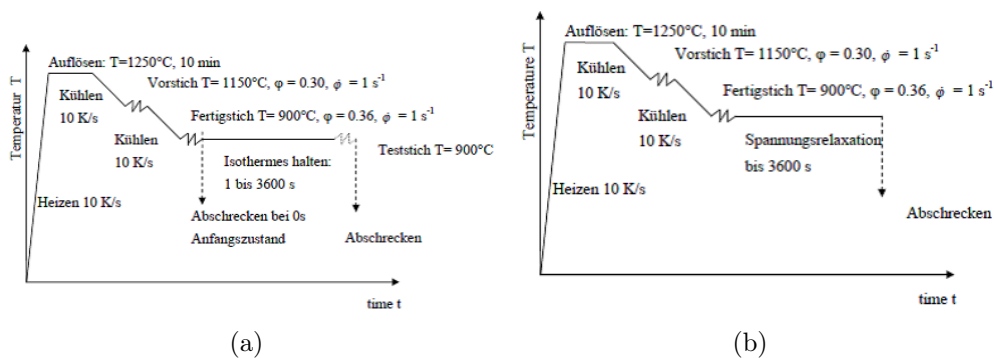 Temperatur T
Auflösen: T=1250°C, 10 min
Vorstich T= 1150°C, φ = 0.30, φ̇ = 1 s⁻¹
Kühlen
10 K/s
Fertigstich T= 900°C, φ = 0.36, φ̇ = 1 s⁻¹
Kühlen
10 K/s
Teststich T= 900°C
Isothermes halten:
1 bis 3600 s
Heizen 10 K/s
Abschrecken bei 0s
Anfangszustand
Abschrecken
time t
(a)
Temperature T
Auflösen: T=1250°C, 10 min
Vorstich T= 1150°C, φ = 0.30, φ̇ = 1 s⁻¹
Kühlen
10 K/s
Fertigstich T= 900°C, φ = 0.36, φ̇ = 1 s⁻¹
Kühlen
10 K/s
Spannungsrelaxation
bis 3600 s
Heizen 10 K/s
Abschrecken
time t
(b)